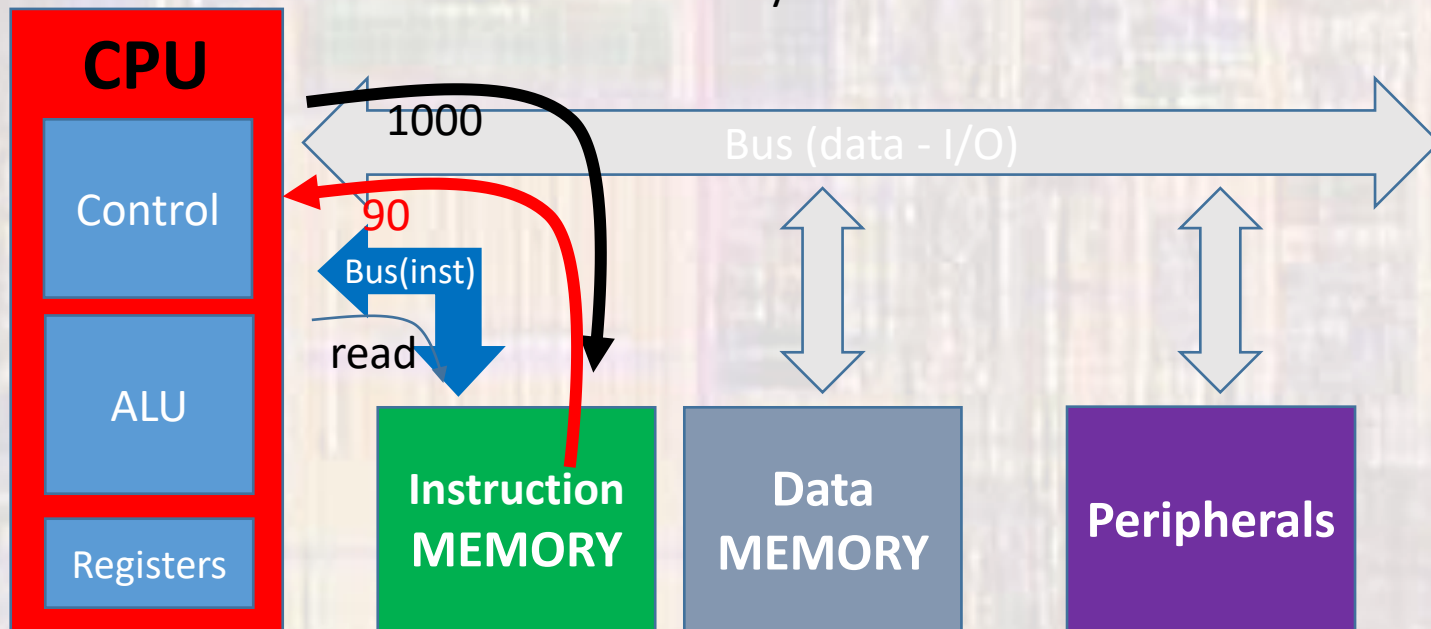 CPU
Control
ALU
Registers
1000
Bus (data - I/O)
90
Bus(inst)
read
Instruction
MEMORY
Data
MEMORY
Peripherals